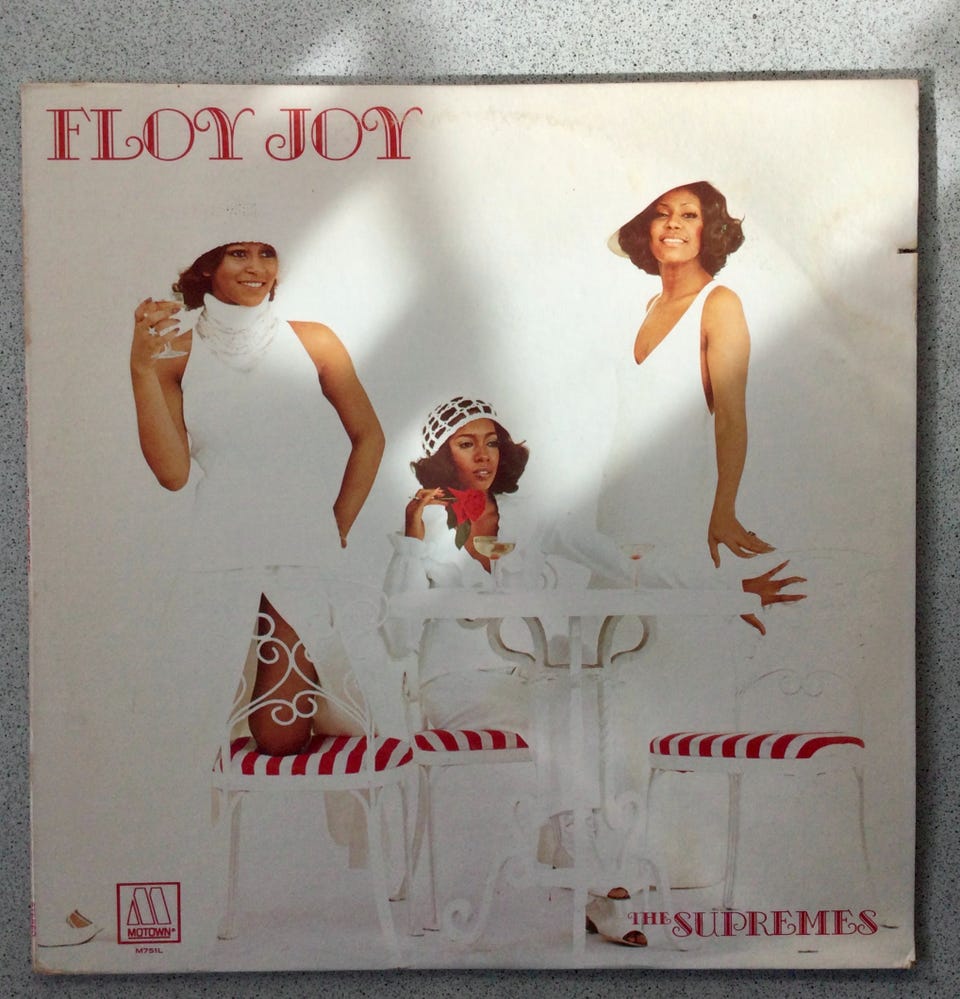 FLOY JOY
MOTOWN®
M751L
THE SUPREMES